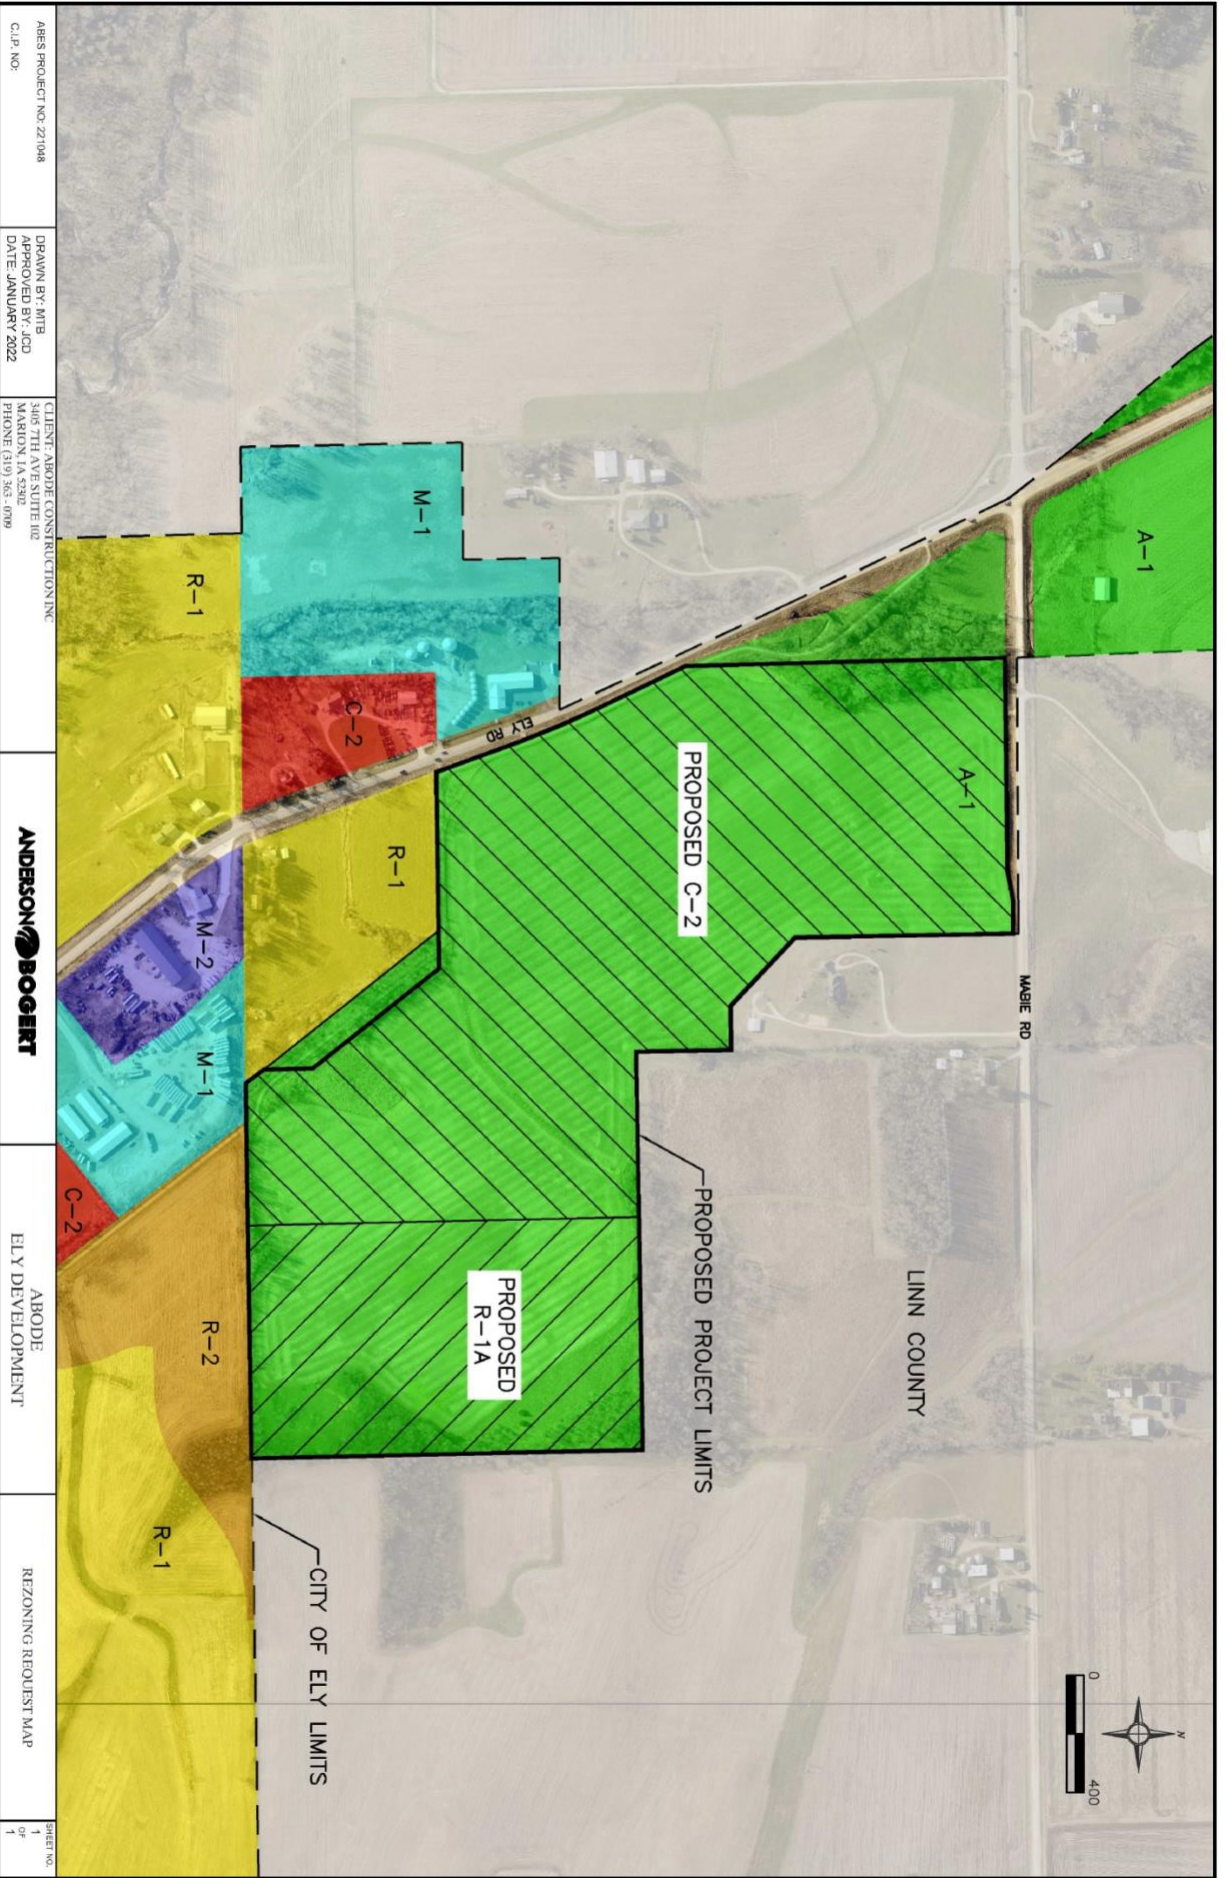 A-1
MABIE RD
LINN COUNTY
N
0 400
A-1
PROPOSED C-2
PROPOSED PROJECT LIMITS
M-1
ELY RD
C-2
R-1
PROPOSED
R-1A
CITY OF ELY LIMITS
R-1
M-2
M-1
R-2
R-1
C-2
ABES PROJECT NO: 221048
C.I.P. NO:
DRAWN BY: MTB
APPROVED BY: JCD
DATE: JANUARY 2022
CLIENT: ABODE CONSTRUCTION INC
3405 7TH AVE SUITE 102
MARION, IA 52302
PHONE (319) 363 - 0709
ANDERSON BOGERT
ABODE
ELY DEVELOPMENT
REZONING REQUEST MAP
SHEET NO.
1
OF
1